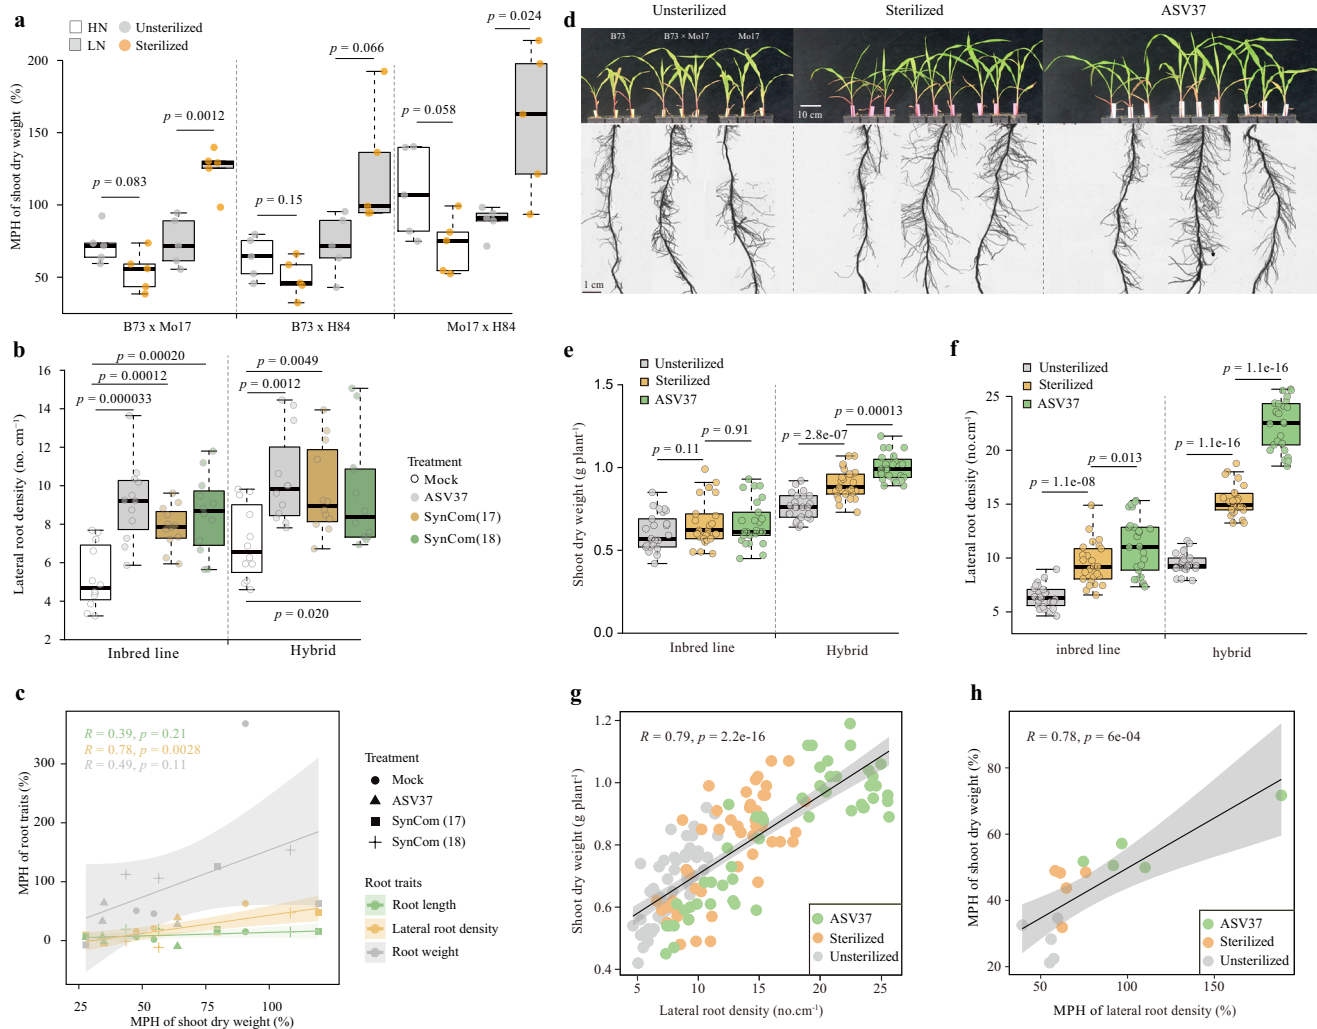 a
HN
Unsterilized
LN
Sterilized
MPH of shoot dry weight (%)
200
150
100
50
p = 0.083
p = 0.0012
p = 0.15
p = 0.066
p = 0.058
p = 0.024
B73 x Mo17
B73 x H84
Mo17 x H84
d
Unsterilized
Sterilized
ASV37
B73
B73 × Mo17
Mo17
10 cm
1 cm
b
Lateral root density (no. cm⁻¹)
16
14
12
10
8
6
4
2
p = 0.00020
p = 0.00012
p = 0.000033
p = 0.0049
p = 0.0012
p = 0.020
Inbred line
Hybrid
Treatment
Mock
ASV37
SynCom(17)
SynCom(18)
e
Unsterilized
Sterilized
ASV37
Shoot dry weight (g plant⁻¹)
1.5
1.0
0.5
0.0
p = 0.11
p = 0.91
p = 2.8e-07
p = 0.00013
Inbred line
Hybrid
f
Unsterilized
Sterilized
ASV37
Lateral root density (no.cm⁻¹)
25
20
15
10
5
p = 1.1e-08
p = 0.013
p = 1.1e-16
p = 1.1e-16
inbred line
hybrid
c
R = 0.39, p = 0.21
R = 0.78, p = 0.0028
R = 0.49, p = 0.11
MPH of root traits (%)
300
200
100
0
25
50
75
100
MPH of shoot dry weight (%)
Treatment
Mock
ASV37
SynCom (17)
SynCom (18)
Root traits
Root length
Lateral root density
Root weight
g
R = 0.79, p = 2.2e-16
Shoot dry weight (g plant⁻¹)
1.2
1.0
0.8
0.6
0.4
5
10
15
20
25
Lateral root density (no.cm⁻¹)
ASV37
Sterilized
Unsterilized
h
R = 0.78, p = 6e-04
MPH of shoot dry weight (%)
80
60
40
20
50
100
150
MPH of lateral root density (%)
ASV37
Sterilized
Unsterilized